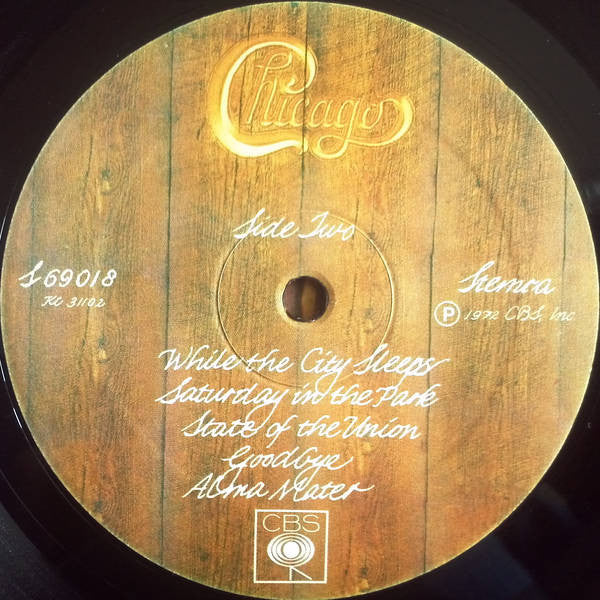 Chicago
Side Two
S 69018
KC 31102
Stemra
℗ 1972 CBS, Inc
While the City Sleeps
Saturday in the Park
State of the Union
Goodbye
Alma Mater
CBS